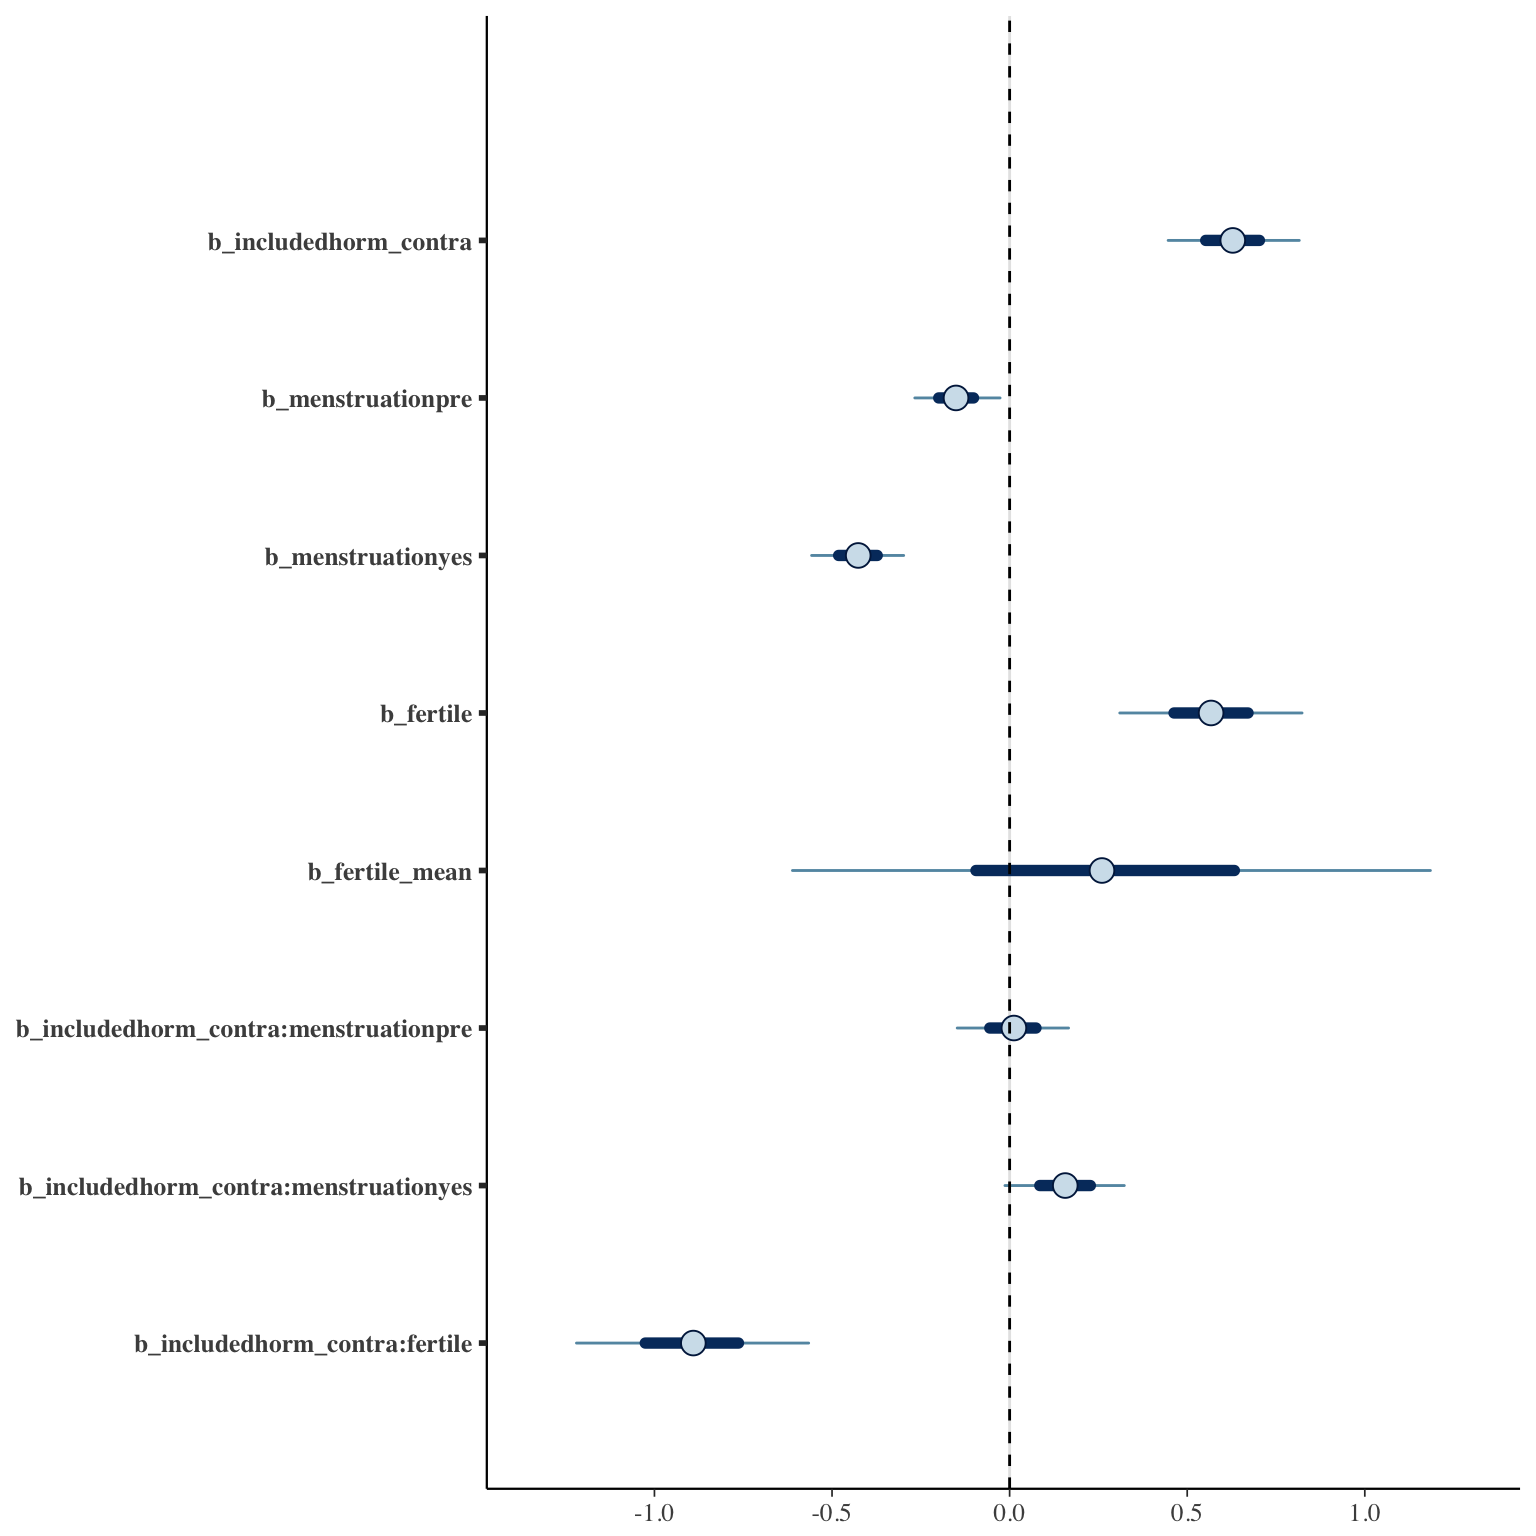 b_includedhorm_contra
b_menstruationpre
b_menstruationyes
b_fertile
b_fertile_mean
b_includedhorm_contra:menstruationpre
b_includedhorm_contra:menstruationyes
b_includedhorm_contra:fertile
-1.0 -0.5 0.0 0.5 1.0